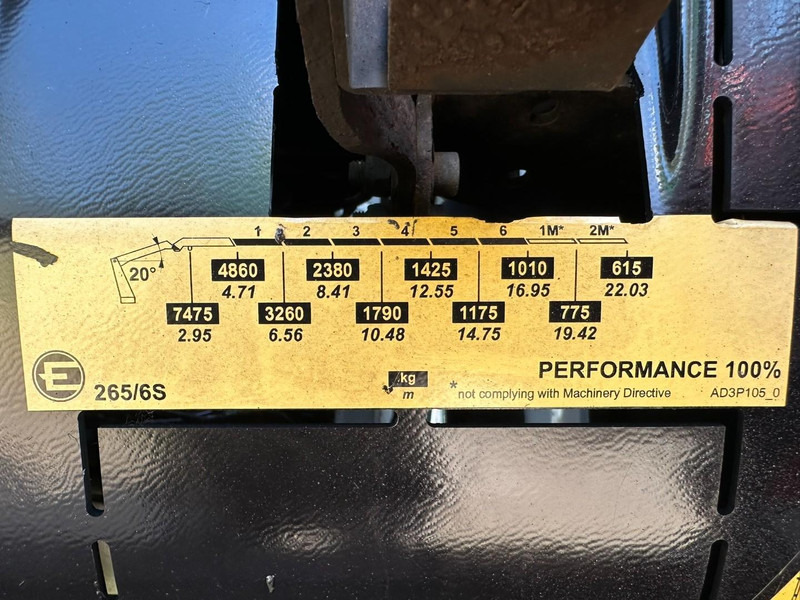 1 2 3 4 5 6 1M* 2M*
20°
4860 2380 1425 1010 615
4.71 8.41 12.55 16.95 22.03
7475 3260 1790 1175 775
2.95 6.56 10.48 14.75 19.42
E 265/6S
kg
m
PERFORMANCE 100%
*not complying with Machinery Directive AD3P105_0